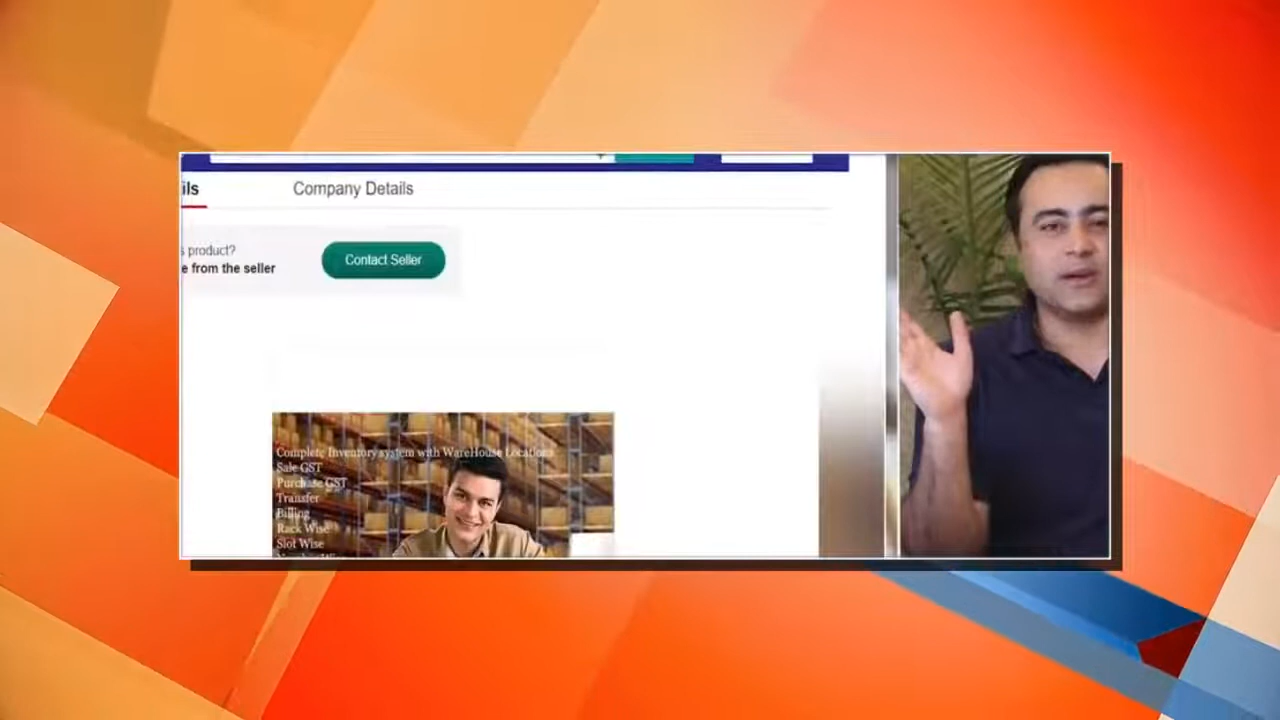 ils
Company Details
s product?
e from the seller
Contact Seller
Complete Inventory system with WareHouse Locations
Sale GST
Purchase GST
Transfer
Billing
Rack Wise
Slot Wise